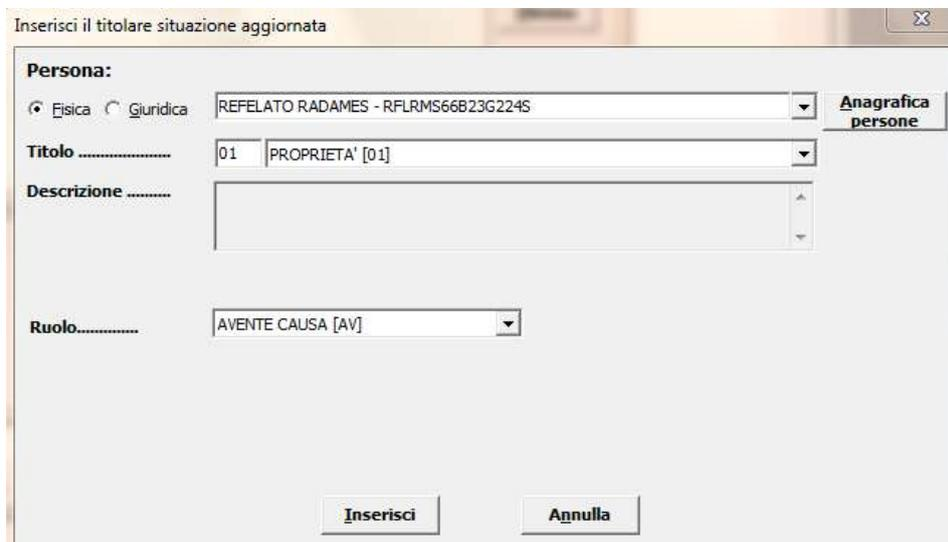 Inserisci il titolare situazione aggiornata
Persona:
Fisica Giuridica REFELATO RADAMES - RFLRMS66B23G224S Anagrafica persone
Titolo ...................... 01 PROPRIETA' [01]
Descrizione ..........
Ruolo.............. AVENTE CAUSA [AV]
Inserisci Annulla